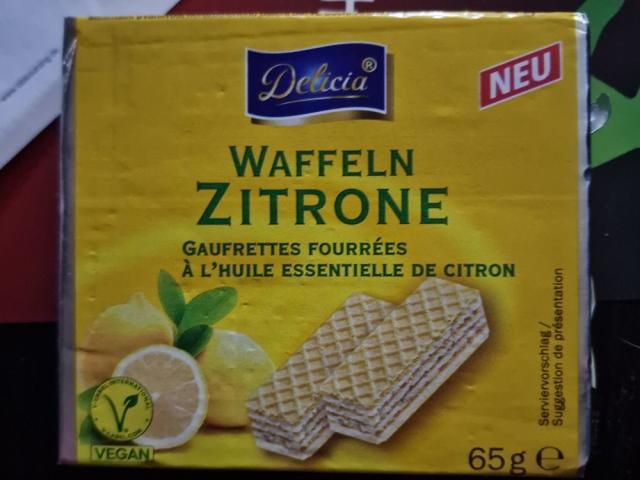 Delicia®
NEU
WAFFELN
ZITRONE
GAUFRETTES FOURRÉES
À L'HUILE ESSENTIELLE DE CITRON
Serviervorschlag/
Suggestion de présentation
VEGAN
65g ℮